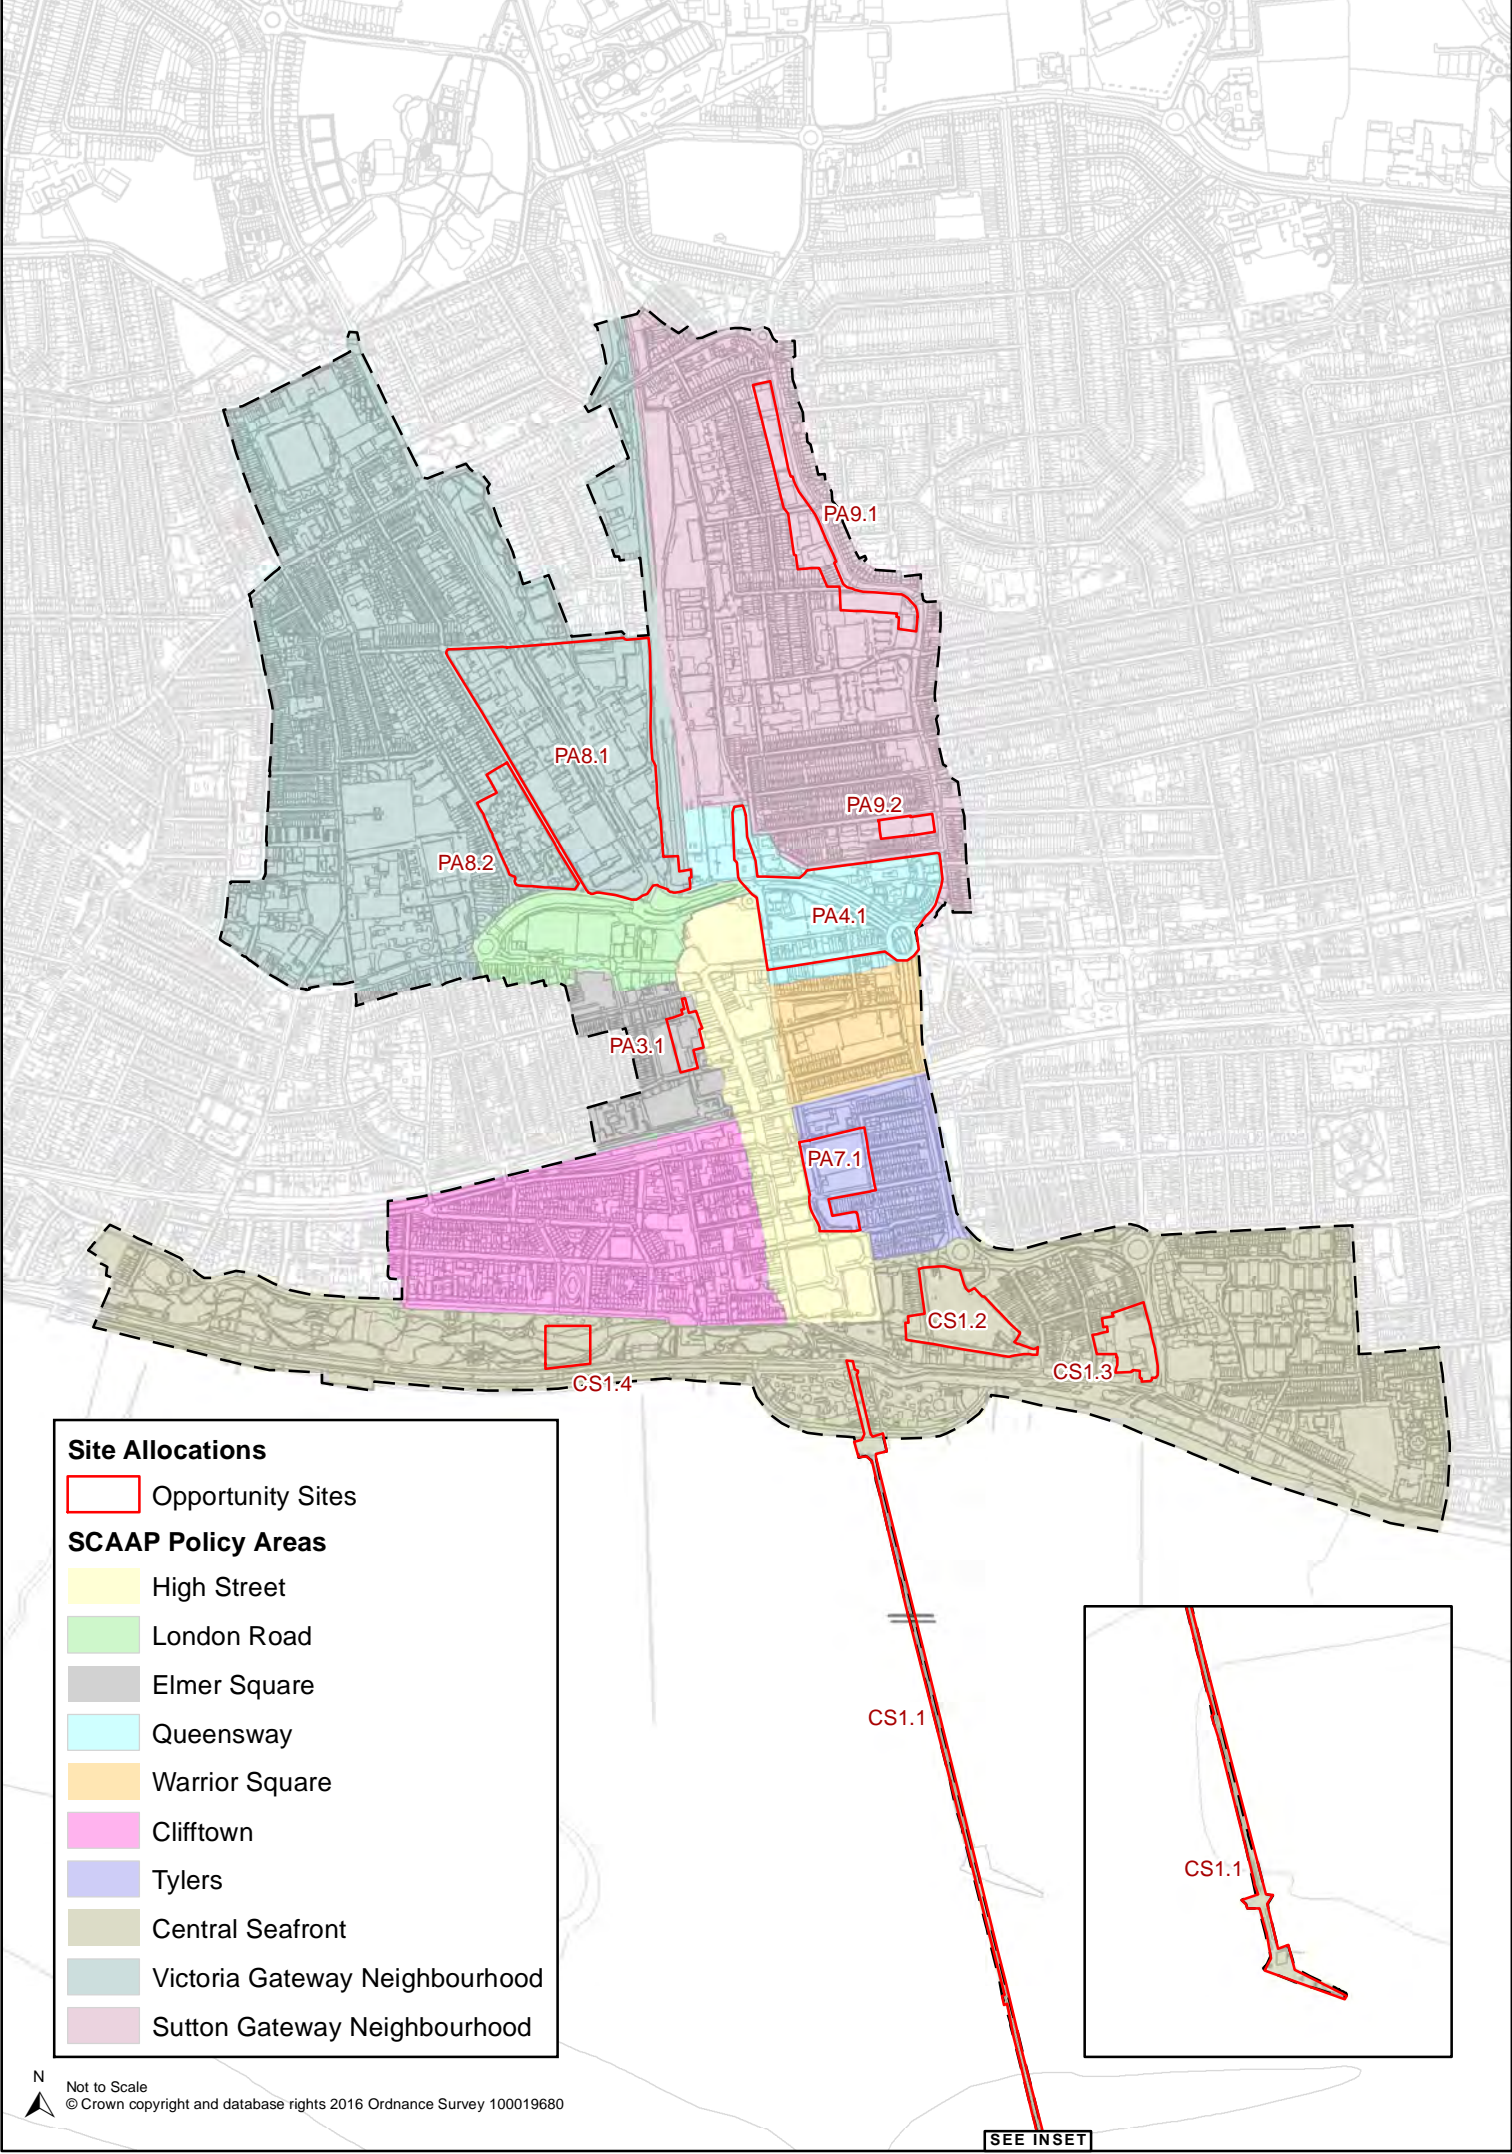 PA9.1
PA8.1
PA9.2
PA8.2
PA4.1
PA3.1
PA7.1
CS1.2
CS1.3
CS1.4
Site Allocations
Opportunity Sites
SCAAP Policy Areas
High Street
London Road
Elmer Square
Queensway
Warrior Square
Clifftown
Tylers
Central Seafront
Victoria Gateway Neighbourhood
Sutton Gateway Neighbourhood
CS1.1
CS1.1
N
Not to Scale
© Crown copyright and database rights 2016 Ordnance Survey 100019680
SEE INSET